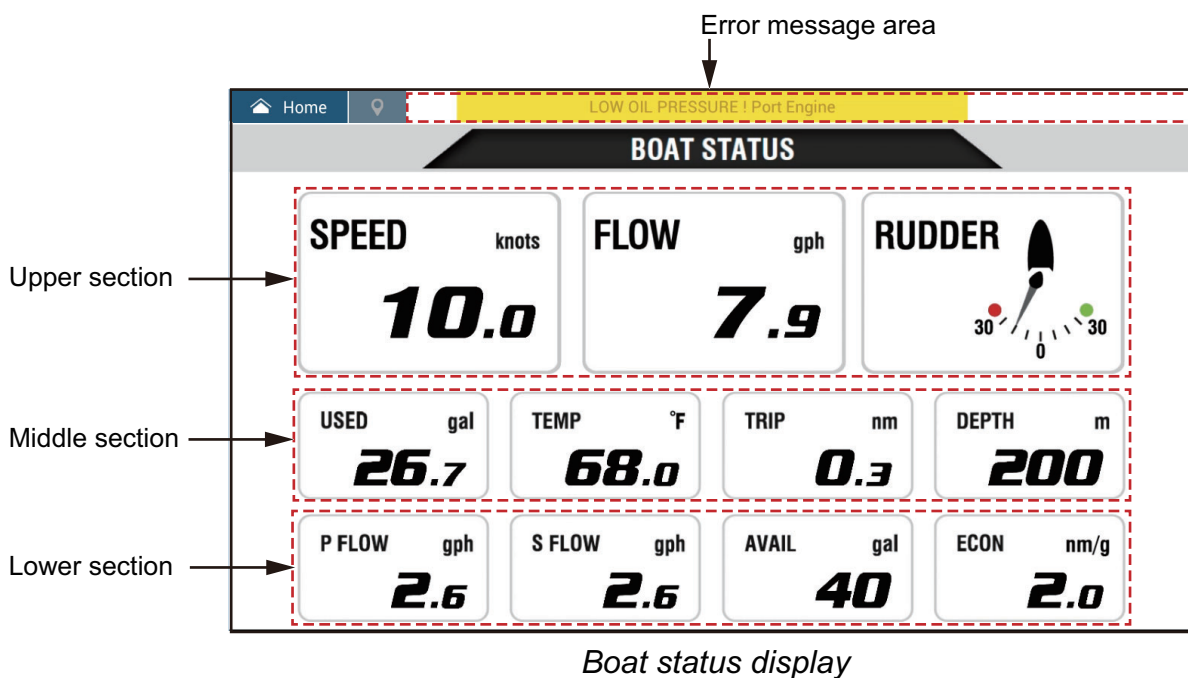 Error message area
Home
LOW OIL PRESSURE ! Port Engine
BOAT STATUS
Upper section
SPEED knots
10.0
FLOW gph
7.9
RUDDER
30 0 30
Middle section
USED gal
26.7
TEMP °F
68.0
TRIP nm
0.3
DEPTH m
200
Lower section
P FLOW gph
2.6
S FLOW gph
2.6
AVAIL gal
40
ECON nm/g
2.0
Boat status display